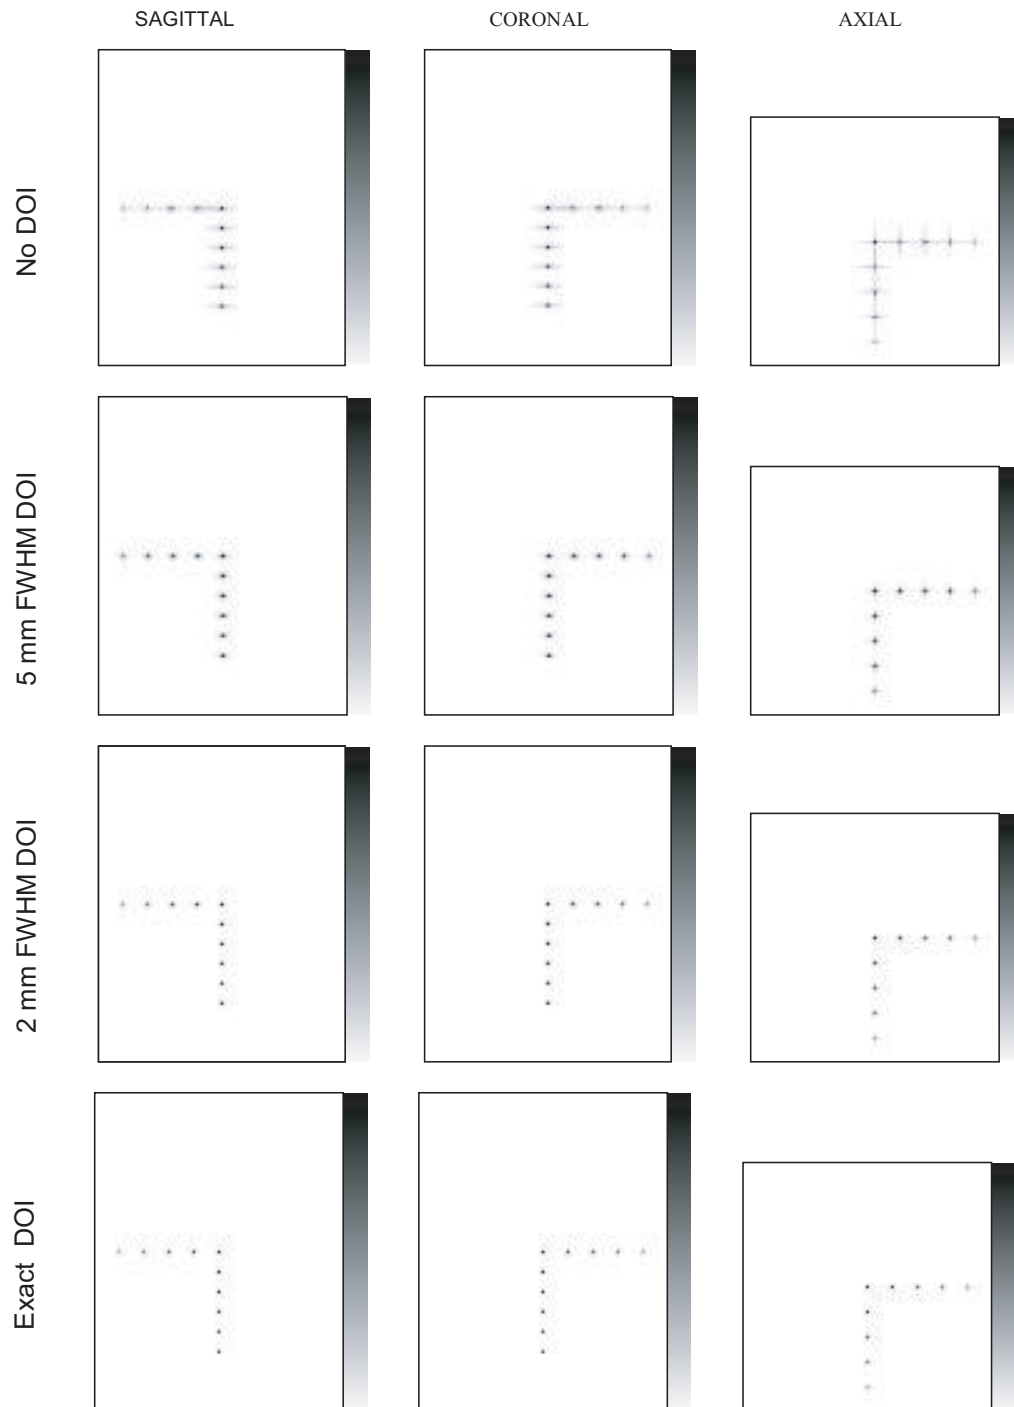 SAGITTAL
CORONAL
AXIAL
No DOI
5 mm FWHM DOI
2 mm FWHM DOI
Exact DOI